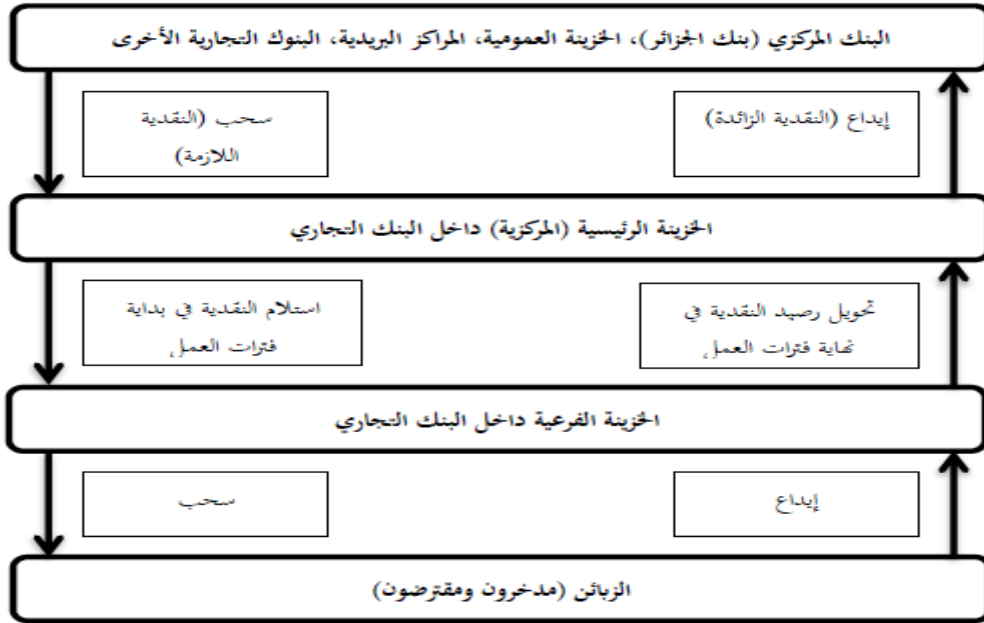 البنك المركزي (بنك الجزائر)، الخزينة العمومية، المراكز البريدية، البنوك التجارية الأخرى
إيداع (النقدية الزائدة)
سحب (النقدية
اللازمة)
الخزينة الرئيسية (المركزية) داخل البنك التجاري
تحويل رصيد النقدية في
نهاية فترات العمل
استلام النقدية في بداية
فترات العمل
الخزينة الفرعية داخل البنك التجاري
إيداع
سحب
الزبائن (مدخرون ومقترضون)